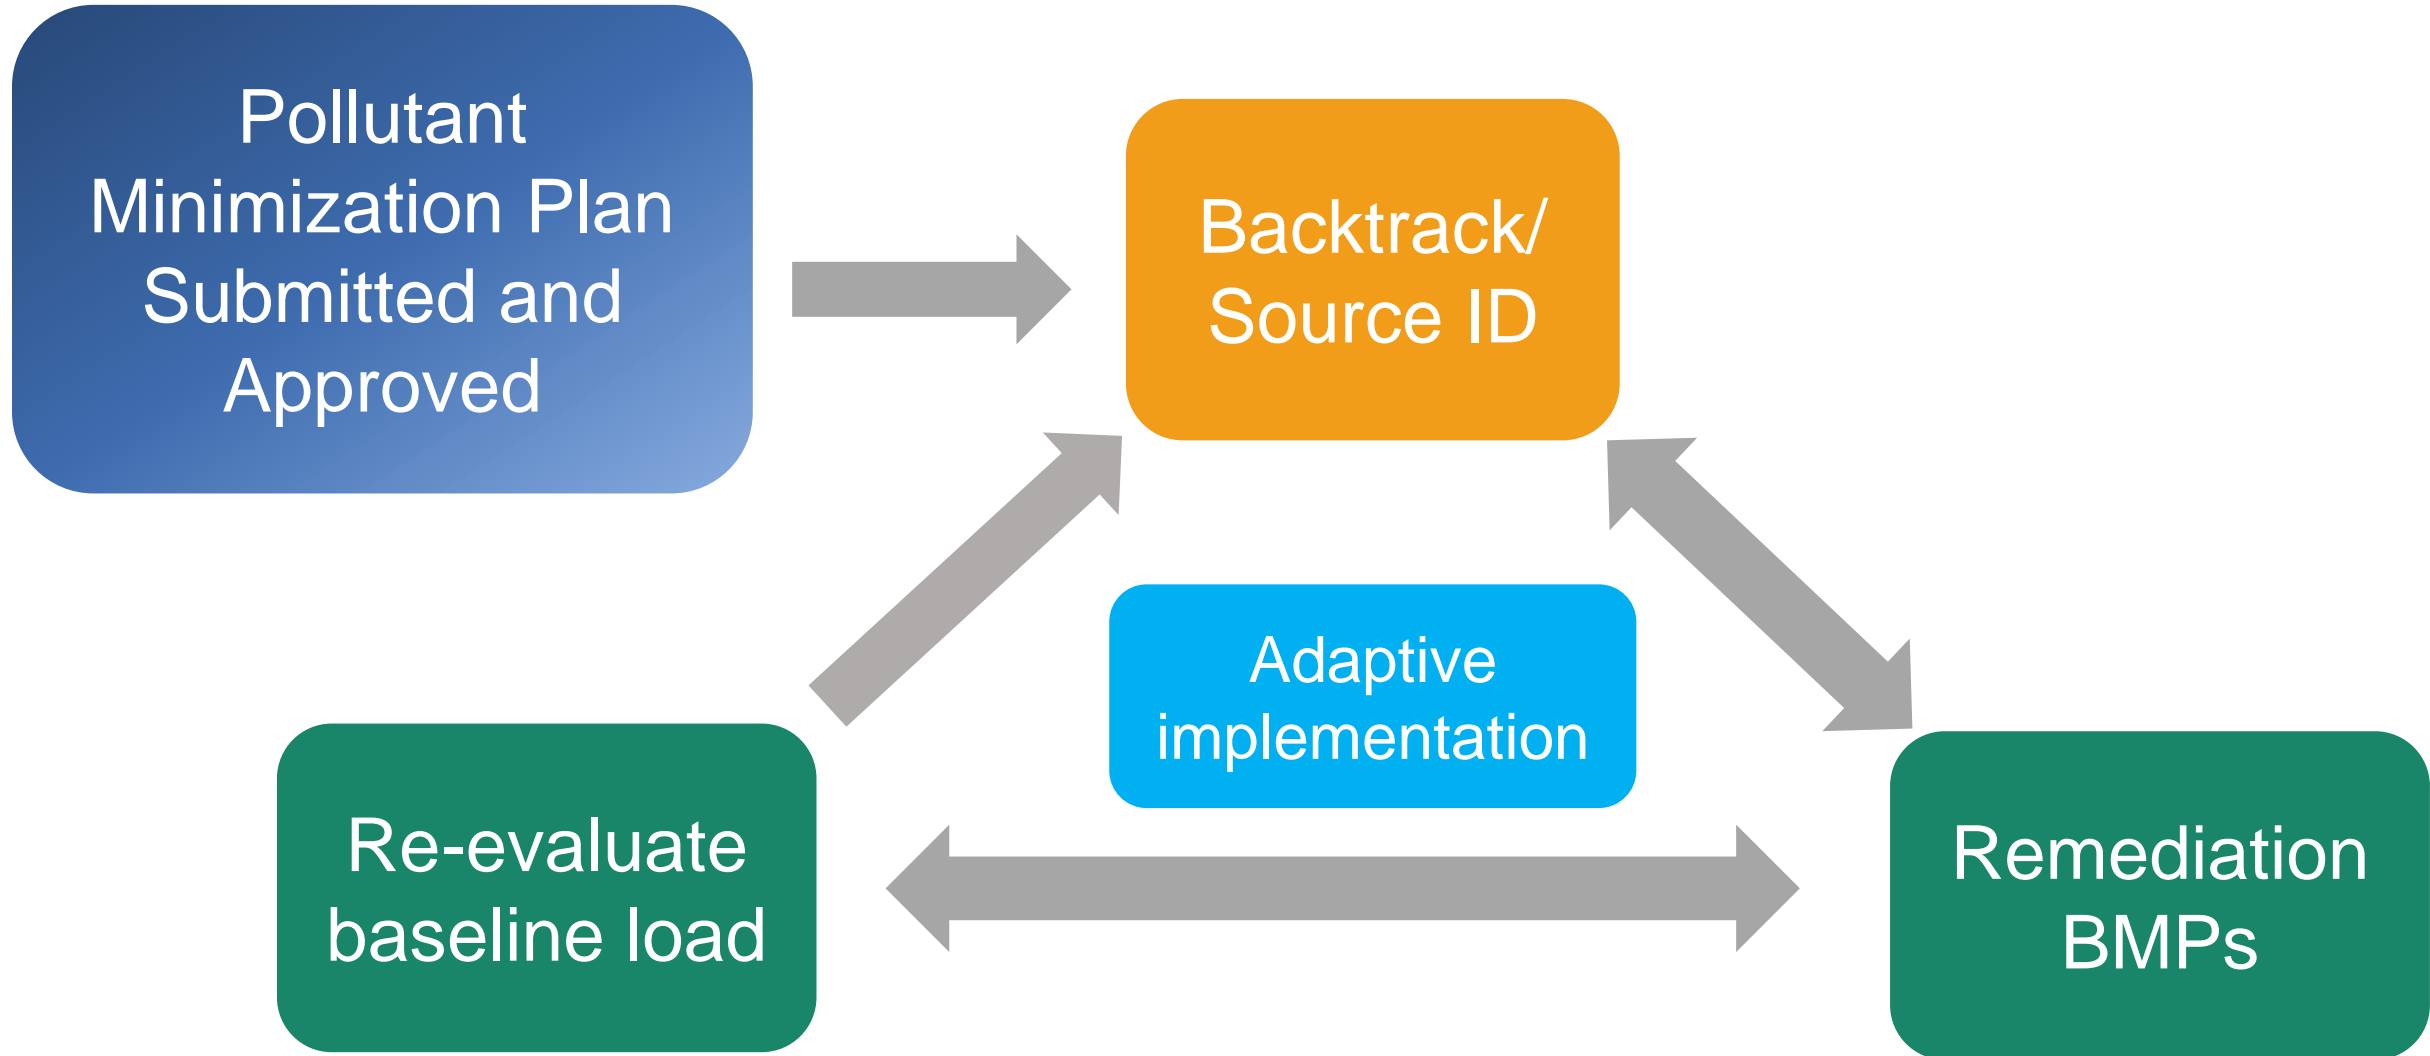 Pollutant
Minimization Plan
Submitted and
Approved
Backtrack/
Source ID
Adaptive
implementation
Re-evaluate
baseline load
Remediation
BMPs